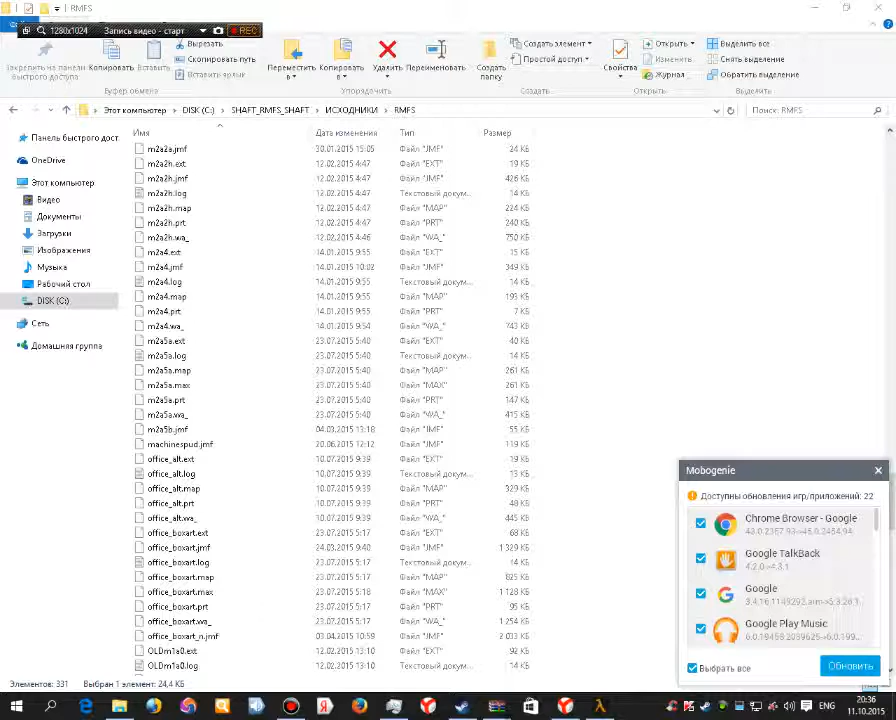 RMFS
1280x1024 Запись видео - старт REC
Закрепить на панели быстрого доступа
Копировать
Вставить
Вырезать
Скопировать путь
Вставить ярлык
Переместить в
Копировать в
Удалить
Переименовать
Создать папку
Создать элемент
Простой доступ
Свойства
Открыть
Изменить
Журнал
Выделить все
Снять выделение
Обратить выделение
Буфер обмена
Упорядочить
Создать
Открыть
Выделить
Этот компьютер DISK (C:) SHAFT_RMFS_SHAFT ИСХОДНИКИ RMFS
Поиск: RMFS
Панель быстрого дост
OneDrive
Этот компьютер
Видео
Документы
Загрузки
Изображения
Музыка
Рабочий стол
DISK (C:)
Сеть
Домашняя группа
Имя Дата изменения Тип Размер
m2a2a.jmf 30.01.2015 15:05 Файл "JMF" 24 КБ
m2a2h.ext 12.02.2015 4:47 Файл "EXT" 19 КБ
m2a2h.jmf 12.02.2015 4:47 Файл "JMF" 426 КБ
m2a2h.log 12.02.2015 4:47 Текстовый докум... 14 КБ
m2a2h.map 12.02.2015 4:47 Файл "MAP" 224 КБ
m2a2h.prt 12.02.2015 4:47 Файл "PRT" 240 КБ
m2a2h.wa_ 12.02.2015 4:46 Файл "WA_" 750 КБ
m2a4.ext 14.01.2015 9:55 Файл "EXT" 15 КБ
m2a4.jmf 14.01.2015 10:02 Файл "JMF" 349 КБ
m2a4.log 14.01.2015 9:55 Текстовый докум... 14 КБ
m2a4.map 14.01.2015 9:55 Файл "MAP" 193 КБ
m2a4.prt 14.01.2015 9:55 Файл "PRT" 7 КБ
m2a4.wa_ 14.01.2015 9:54 Файл "WA_" 743 КБ
m2a5a.ext 23.07.2015 5:40 Файл "EXT" 40 КБ
m2a5a.log 23.07.2015 5:40 Текстовый докум... 14 КБ
m2a5a.map 23.07.2015 5:40 Файл "MAP" 261 КБ
m2a5a.max 23.07.2015 5:40 Файл "MAX" 261 КБ
m2a5a.prt 23.07.2015 5:40 Файл "PRT" 147 КБ
m2a5a.wa_ 23.07.2015 5:40 Файл "WA_" 415 КБ
m2a5b.jmf 04.03.2015 13:18 Файл "JMF" 55 КБ
machinespud.jmf 20.06.2015 12:12 Файл "JMF" 119 КБ
office_alt.ext 10.07.2015 9:39 Файл "EXT" 19 КБ
office_alt.log 10.07.2015 9:39 Текстовый докум... 13 КБ
office_alt.map 10.07.2015 9:39 Файл "MAP" 329 КБ
office_alt.prt 10.07.2015 9:39 Файл "PRT" 48 КБ
office_alt.wa_ 10.07.2015 9:39 Файл "WA_" 445 КБ
office_boxart.ext 23.07.2015 5:17 Файл "EXT" 68 КБ
office_boxart.jmf 24.03.2015 9:40 Файл "JMF" 1 329 КБ
office_boxart.log 23.07.2015 5:17 Текстовый докум... 14 КБ
office_boxart.map 23.07.2015 5:17 Файл "MAP" 825 КБ
office_boxart.max 23.07.2015 5:18 Файл "MAX" 1 128 КБ
office_boxart.prt 23.07.2015 5:17 Файл "PRT" 95 КБ
office_boxart.wa_ 23.07.2015 5:17 Файл "WA_" 1 254 КБ
office_boxart_n.jmf 03.04.2015 10:59 Файл "JMF" 2 033 КБ
OLDm1a0.ext 12.02.2015 13:10 Файл "EXT" 92 КБ
OLDm1a0.log 12.02.2015 13:10 Текстовый докум... 14 КБ
Mobogenie
Доступны обновления игр/приложений: 22
Chrome Browser - Google
Google TalkBack
4.2.0->4.3.1
Google
Google Play Music
Выбрать все
Обновить
Элементов: 331 Выбран 1 элемент: 24,4 КБ
ENG
20:36
11.10.2015